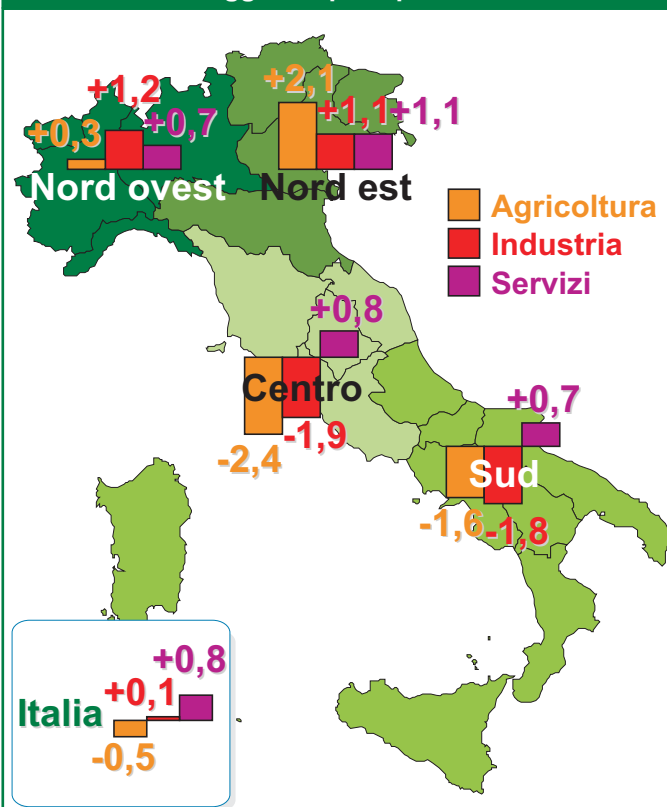 +1,2
+0,3
+0,7
Nord ovest
+2,1
+1,1
+1,1
Nord est
Agricoltura
Industria
Servizi
+0,8
Centro
-2,4
-1,9
+0,7
Sud
-1,6
-1,8
+0,8
+0,1
Italia
-0,5